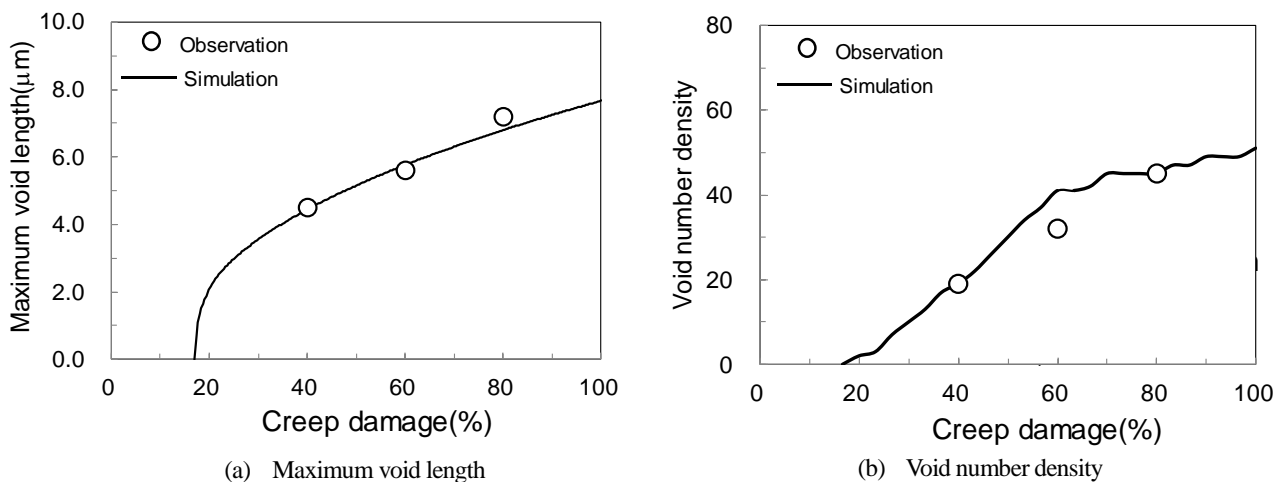 10.0
8.0
6.0
4.0
2.0
0.0
Maximum void length(μm)
Observation
Simulation
0 20 40 60 80 100
Creep damage(%)
(a) Maximum void length
80
60
40
20
0
Void number density
Observation
Simulation
0 20 40 60 80 100
Creep damage(%)
(b) Void number density